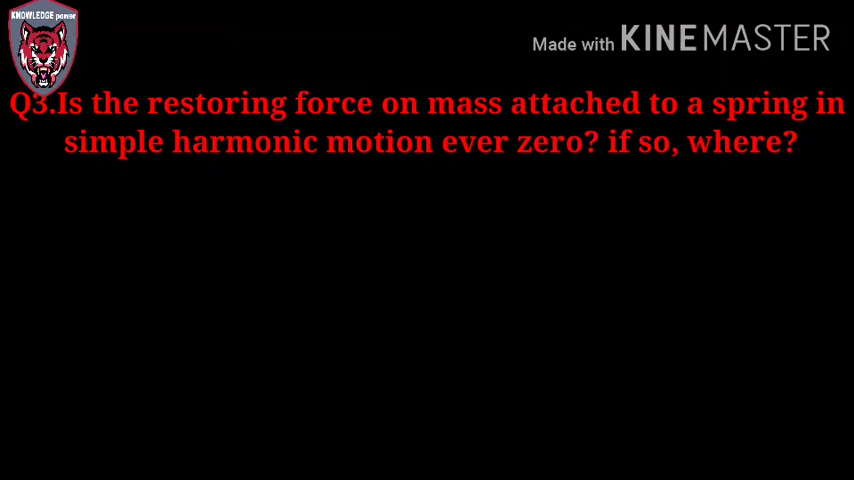 KNOWLEDGE power
Made with KINEMASTER
Q3.Is the restoring force on mass attached to a spring in
simple harmonic motion ever zero? if so, where?